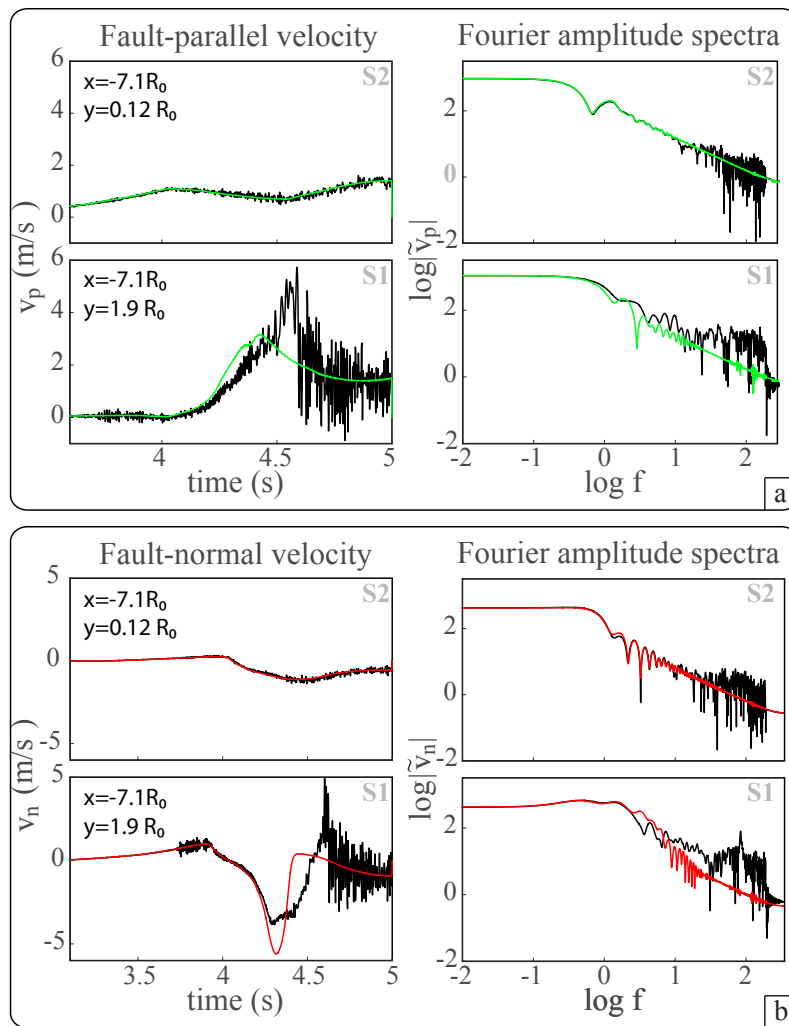 Fault-parallel velocity
Fourier amplitude spectra
6
4
2
0
x=-7.1R₀
y=0.12 R₀
S2
2
0
-2
S2
v_p (m/s)
log|ṽ_p|
6
4
2
0
x=-7.1R₀
y=1.9 R₀
S1
2
0
-2
S1
4
4.5
5
time (s)
-2
-1
0
1
2
log f
a
Fault-normal velocity
Fourier amplitude spectra
5
0
-5
x=-7.1R₀
y=0.12 R₀
S2
2
0
-2
S2
v_n (m/s)
log|ṽ_n|
5
0
-5
x=-7.1R₀
y=1.9 R₀
S1
2
0
-2
S1
3.5
4
4.5
5
time (s)
-2
-1
0
1
2
log f
b